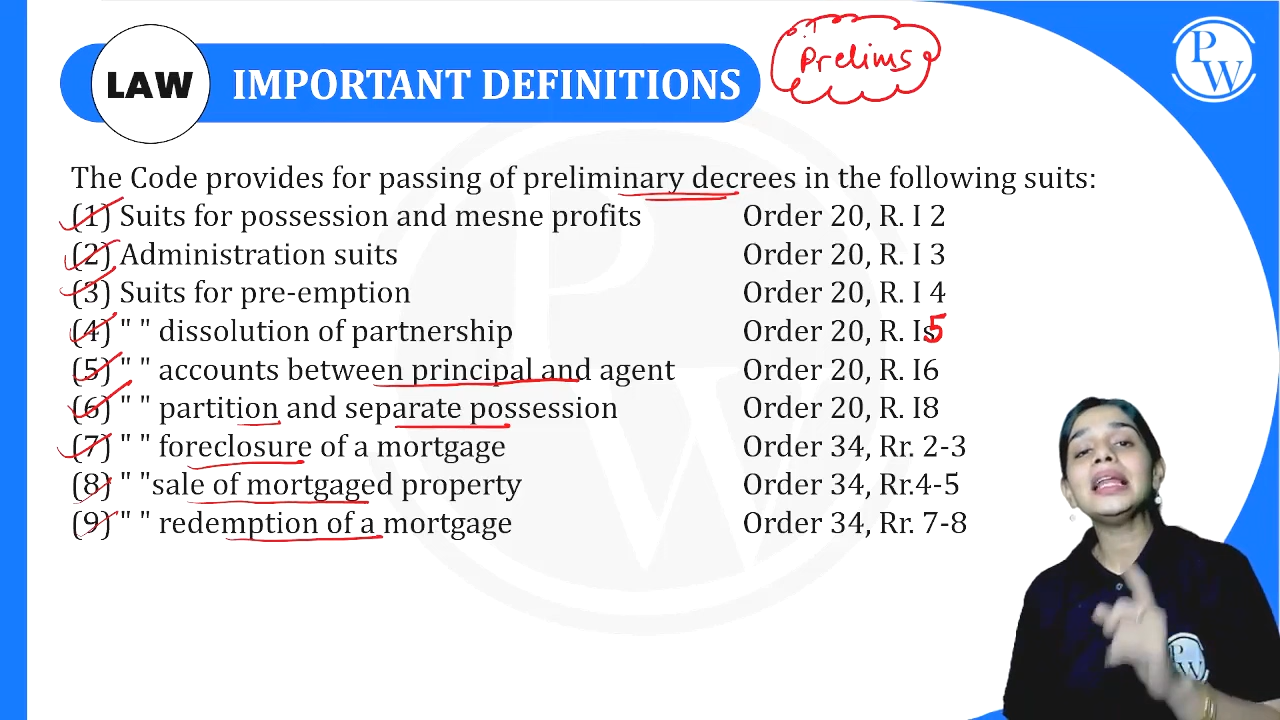 Prelims
PW
LAW IMPORTANT DEFINITIONS
The Code provides for passing of preliminary decrees in the following suits:
(1) Suits for possession and mesne profits Order 20, R. I 2
(2) Administration suits Order 20, R. I 3
(3) Suits for pre-emption Order 20, R. I 4
(4) " " dissolution of partnership Order 20, R. Is5
(5) " " accounts between principal and agent Order 20, R. I6
(6) " " partition and separate possession Order 20, R. I8
(7) " " foreclosure of a mortgage Order 34, Rr. 2-3
(8) " "sale of mortgaged property Order 34, Rr.4-5
(9) " " redemption of a mortgage Order 34, Rr. 7-8
PW